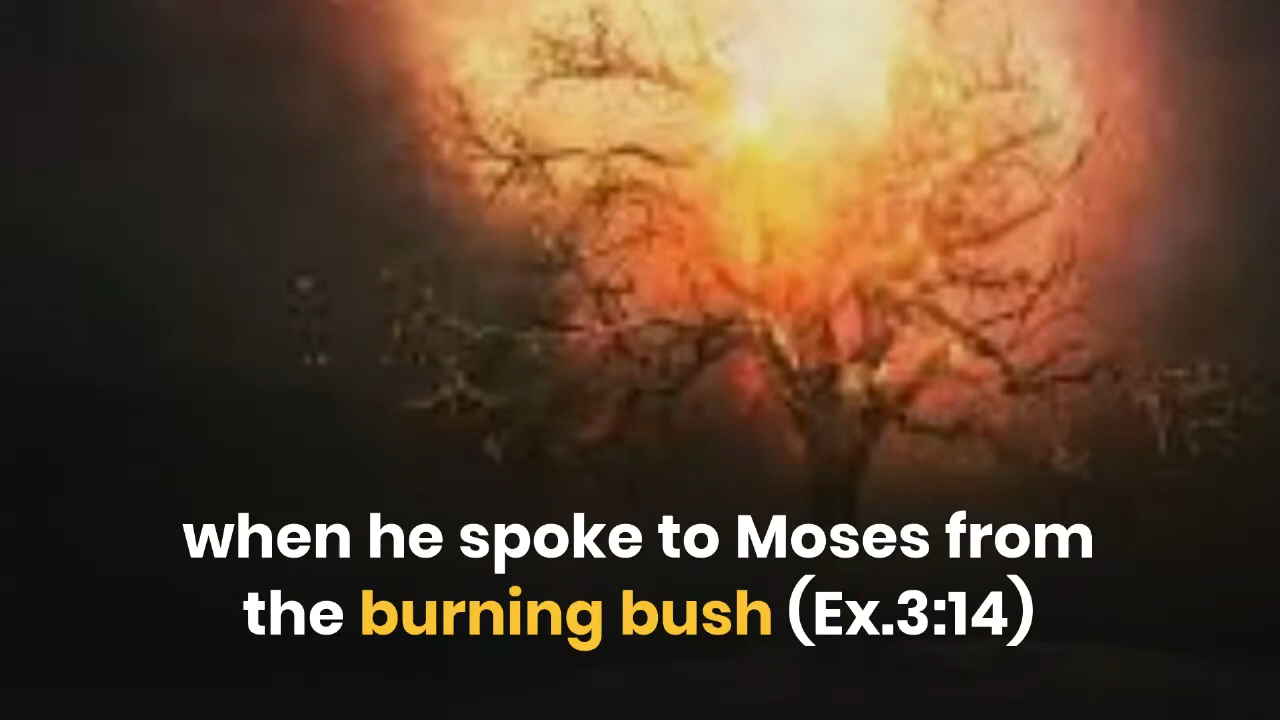 when he spoke to Moses from
the burning bush (Ex.3:14)